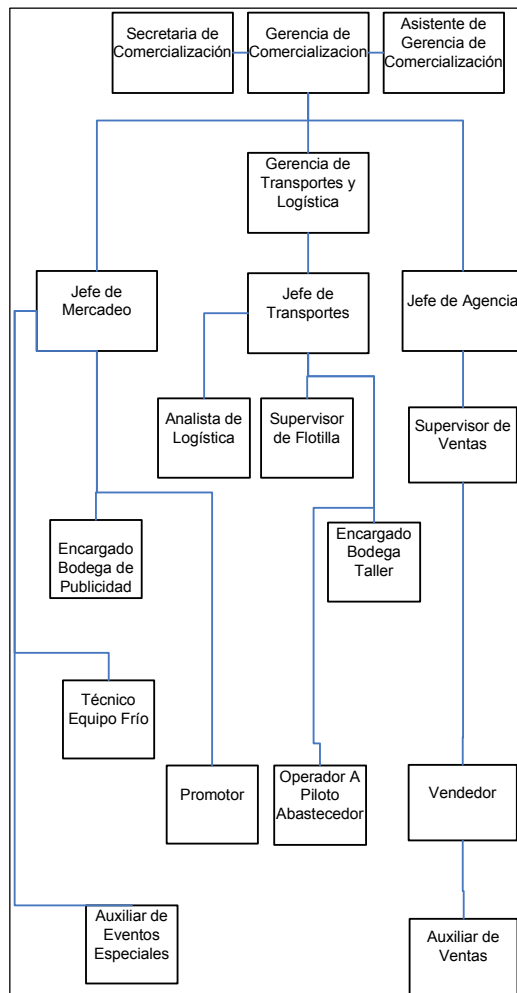 Secretaria de
Comercialización
Gerencia de
Comercializacion
Asistente de
Gerencia de
Comercialización
Gerencia de
Transportes y
Logística
Jefe de
Mercadeo
Jefe de
Transportes
Jefe de Agencia
Analista de
Logística
Supervisor
de Flotilla
Supervisor de
Ventas
Encargado
Bodega de
Publicidad
Encargado
Bodega
Taller
Técnico
Equipo Frío
Promotor
Operador A
Piloto
Abastecedor
Vendedor
Auxiliar de
Eventos
Especiales
Auxiliar de
Ventas